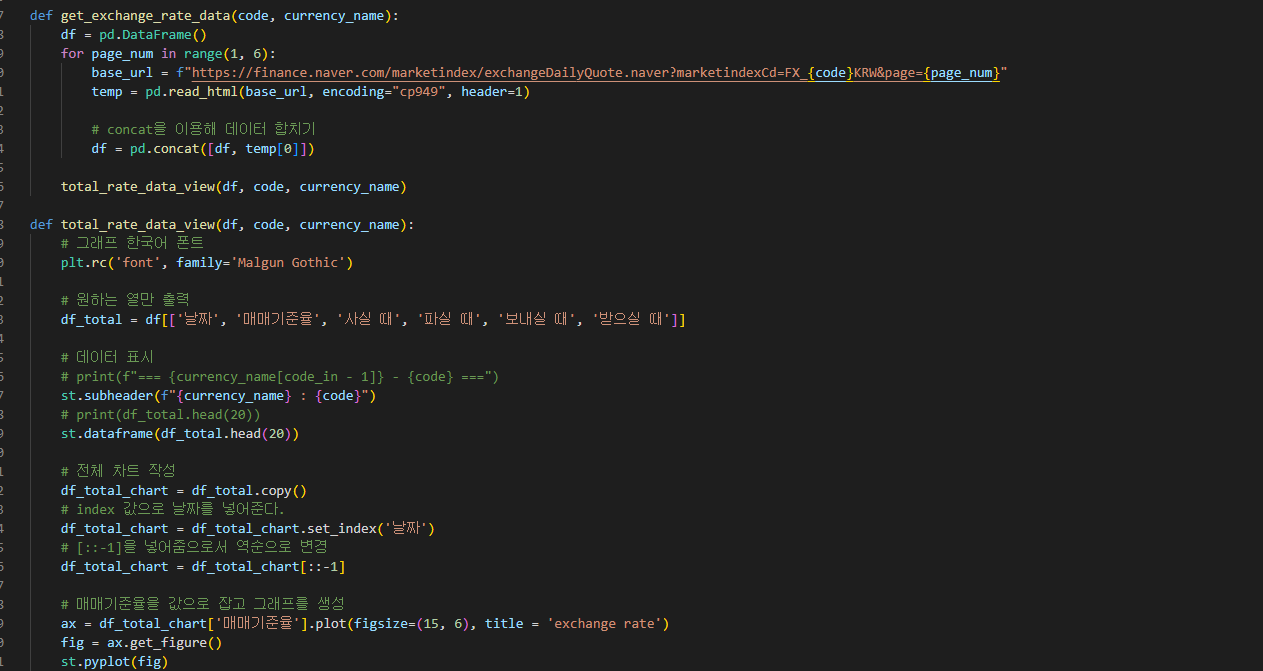 def get_exchange_rate_data(code, currency_name):
    df = pd.DataFrame()
    for page_num in range(1, 6):
        base_url = f"https://finance.naver.com/marketindex/exchangeDailyQuote.naver?marketindexCd=FX_{code}KRW&page={page_num}"
        temp = pd.read_html(base_url, encoding="cp949", header=1)
        # concat을 이용해 데이터 합치기
        df = pd.concat([df, temp[0]])
    total_rate_data_view(df, code, currency_name)
def total_rate_data_view(df, code, currency_name):
    # 그래프 한국어 폰트
    plt.rc('font', family='Malgun Gothic')
    # 원하는 열만 출력
    df_total = df[['날짜', '매매기준율', '사실 때', '파실 때', '보내실 때', '받으실 때']]
    # 데이터 표시
    # print(f"=== {currency_name[code_in - 1]} - {code} ===")
    st.subheader(f"{currency_name} : {code}")
    # print(df_total.head(20))
    st.dataframe(df_total.head(20))
    # 전체 차트 작성
    df_total_chart = df_total.copy()
    # index 값으로 날짜를 넣어준다.
    df_total_chart = df_total_chart.set_index('날짜')
    # [::-1]을 넣어줌으로서 역순으로 변경
    df_total_chart = df_total_chart[::-1]
    # 매매기준율을 값으로 잡고 그래프를 생성
    ax = df_total_chart['매매기준율'].plot(figsize=(15, 6), title = 'exchange rate')
    fig = ax.get_figure()
    st.pyplot(fig)